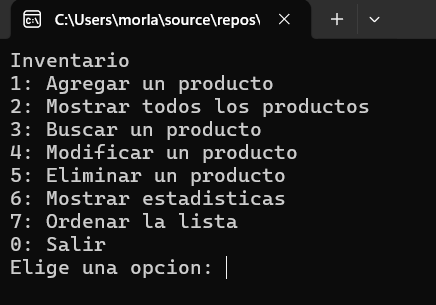 C:\Users\morla\source\repos\
Inventario
1: Agregar un producto
2: Mostrar todos los productos
3: Buscar un producto
4: Modificar un producto
5: Eliminar un producto
6: Mostrar estadisticas
7: Ordenar la lista
0: Salir
Elige una opcion: